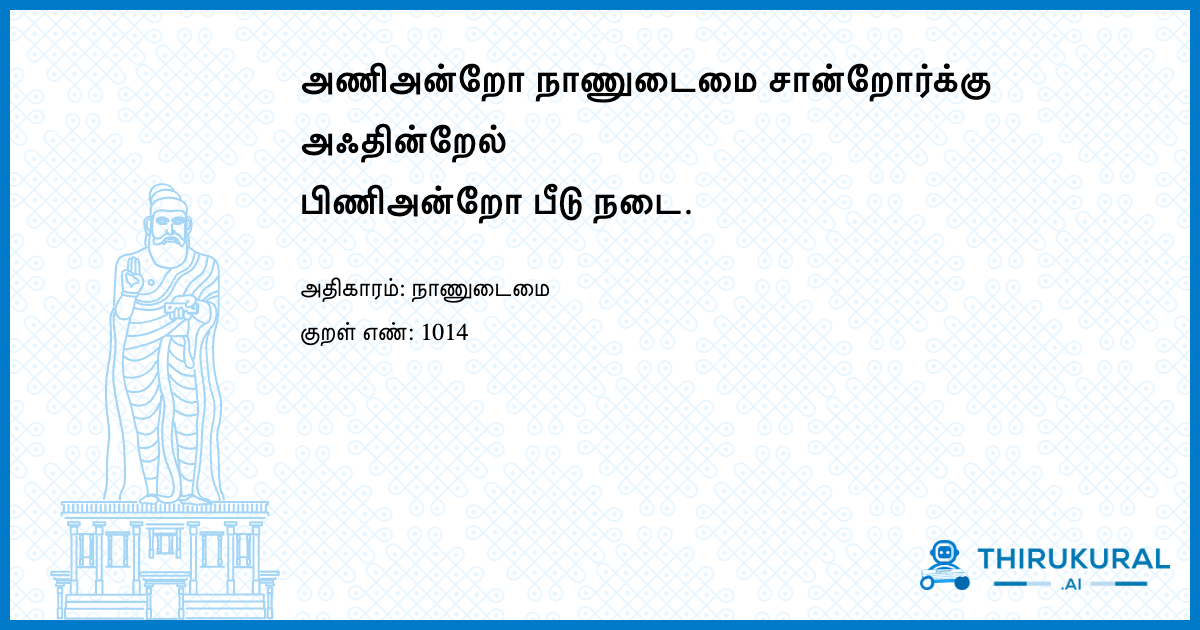 அணிஅன்றோ நாணுடைமை சான்றோர்க்கு
அஃதின்றேல்
பிணிஅன்றோ பீடு நடை.
அதிகாரம்: நாணுடைமை
குறள் எண்: 1014
THIRUKURAL
.AI